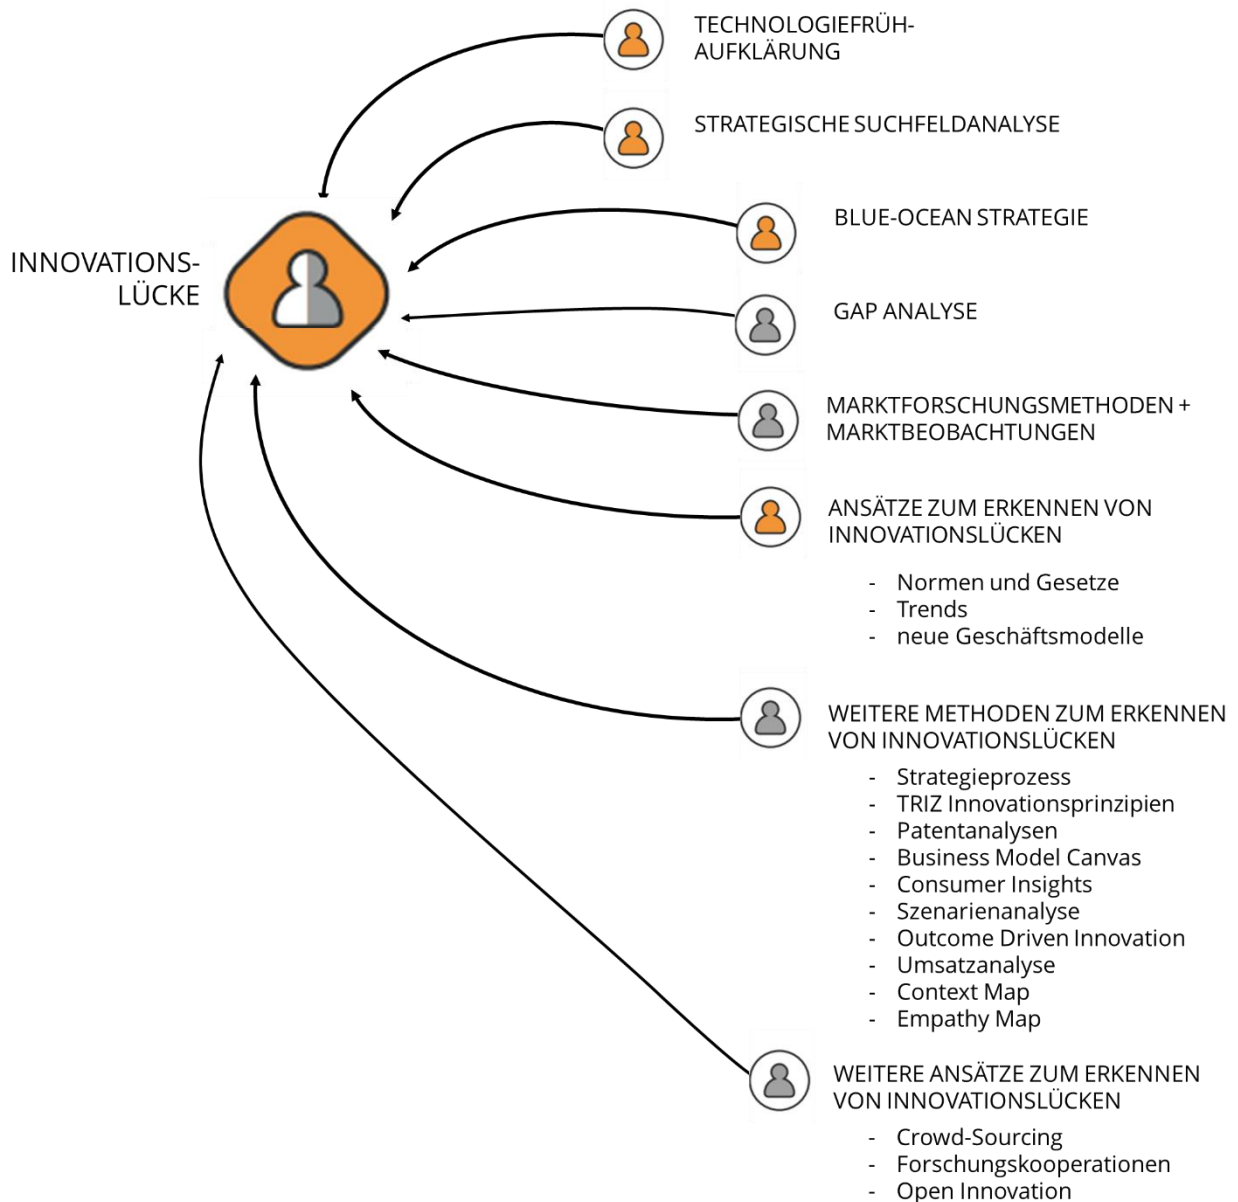 TECHNOLOGIEFRÜH-
AUFKLÄRUNG
STRATEGISCHE SUCHFELDANALYSE
BLUE-OCEAN STRATEGIE
INNOVATIONS-
LÜCKE
GAP ANALYSE
MARKTFORSCHUNGSMETHODEN +
MARKTBEOBACHTUNGEN
ANSÄTZE ZUM ERKENNEN VON
INNOVATIONSLÜCKEN
- Normen und Gesetze
- Trends
- neue Geschäftsmodelle
WEITERE METHODEN ZUM ERKENNEN
VON INNOVATIONSLÜCKEN
- Strategieprozess
- TRIZ Innovationsprinzipien
- Patentanalysen
- Business Model Canvas
- Consumer Insights
- Szenarienanalyse
- Outcome Driven Innovation
- Umsatzanalyse
- Context Map
- Empathy Map
WEITERE ANSÄTZE ZUM ERKENNEN
VON INNOVATIONSLÜCKEN
- Crowd-Sourcing
- Forschungskooperationen
- Open Innovation